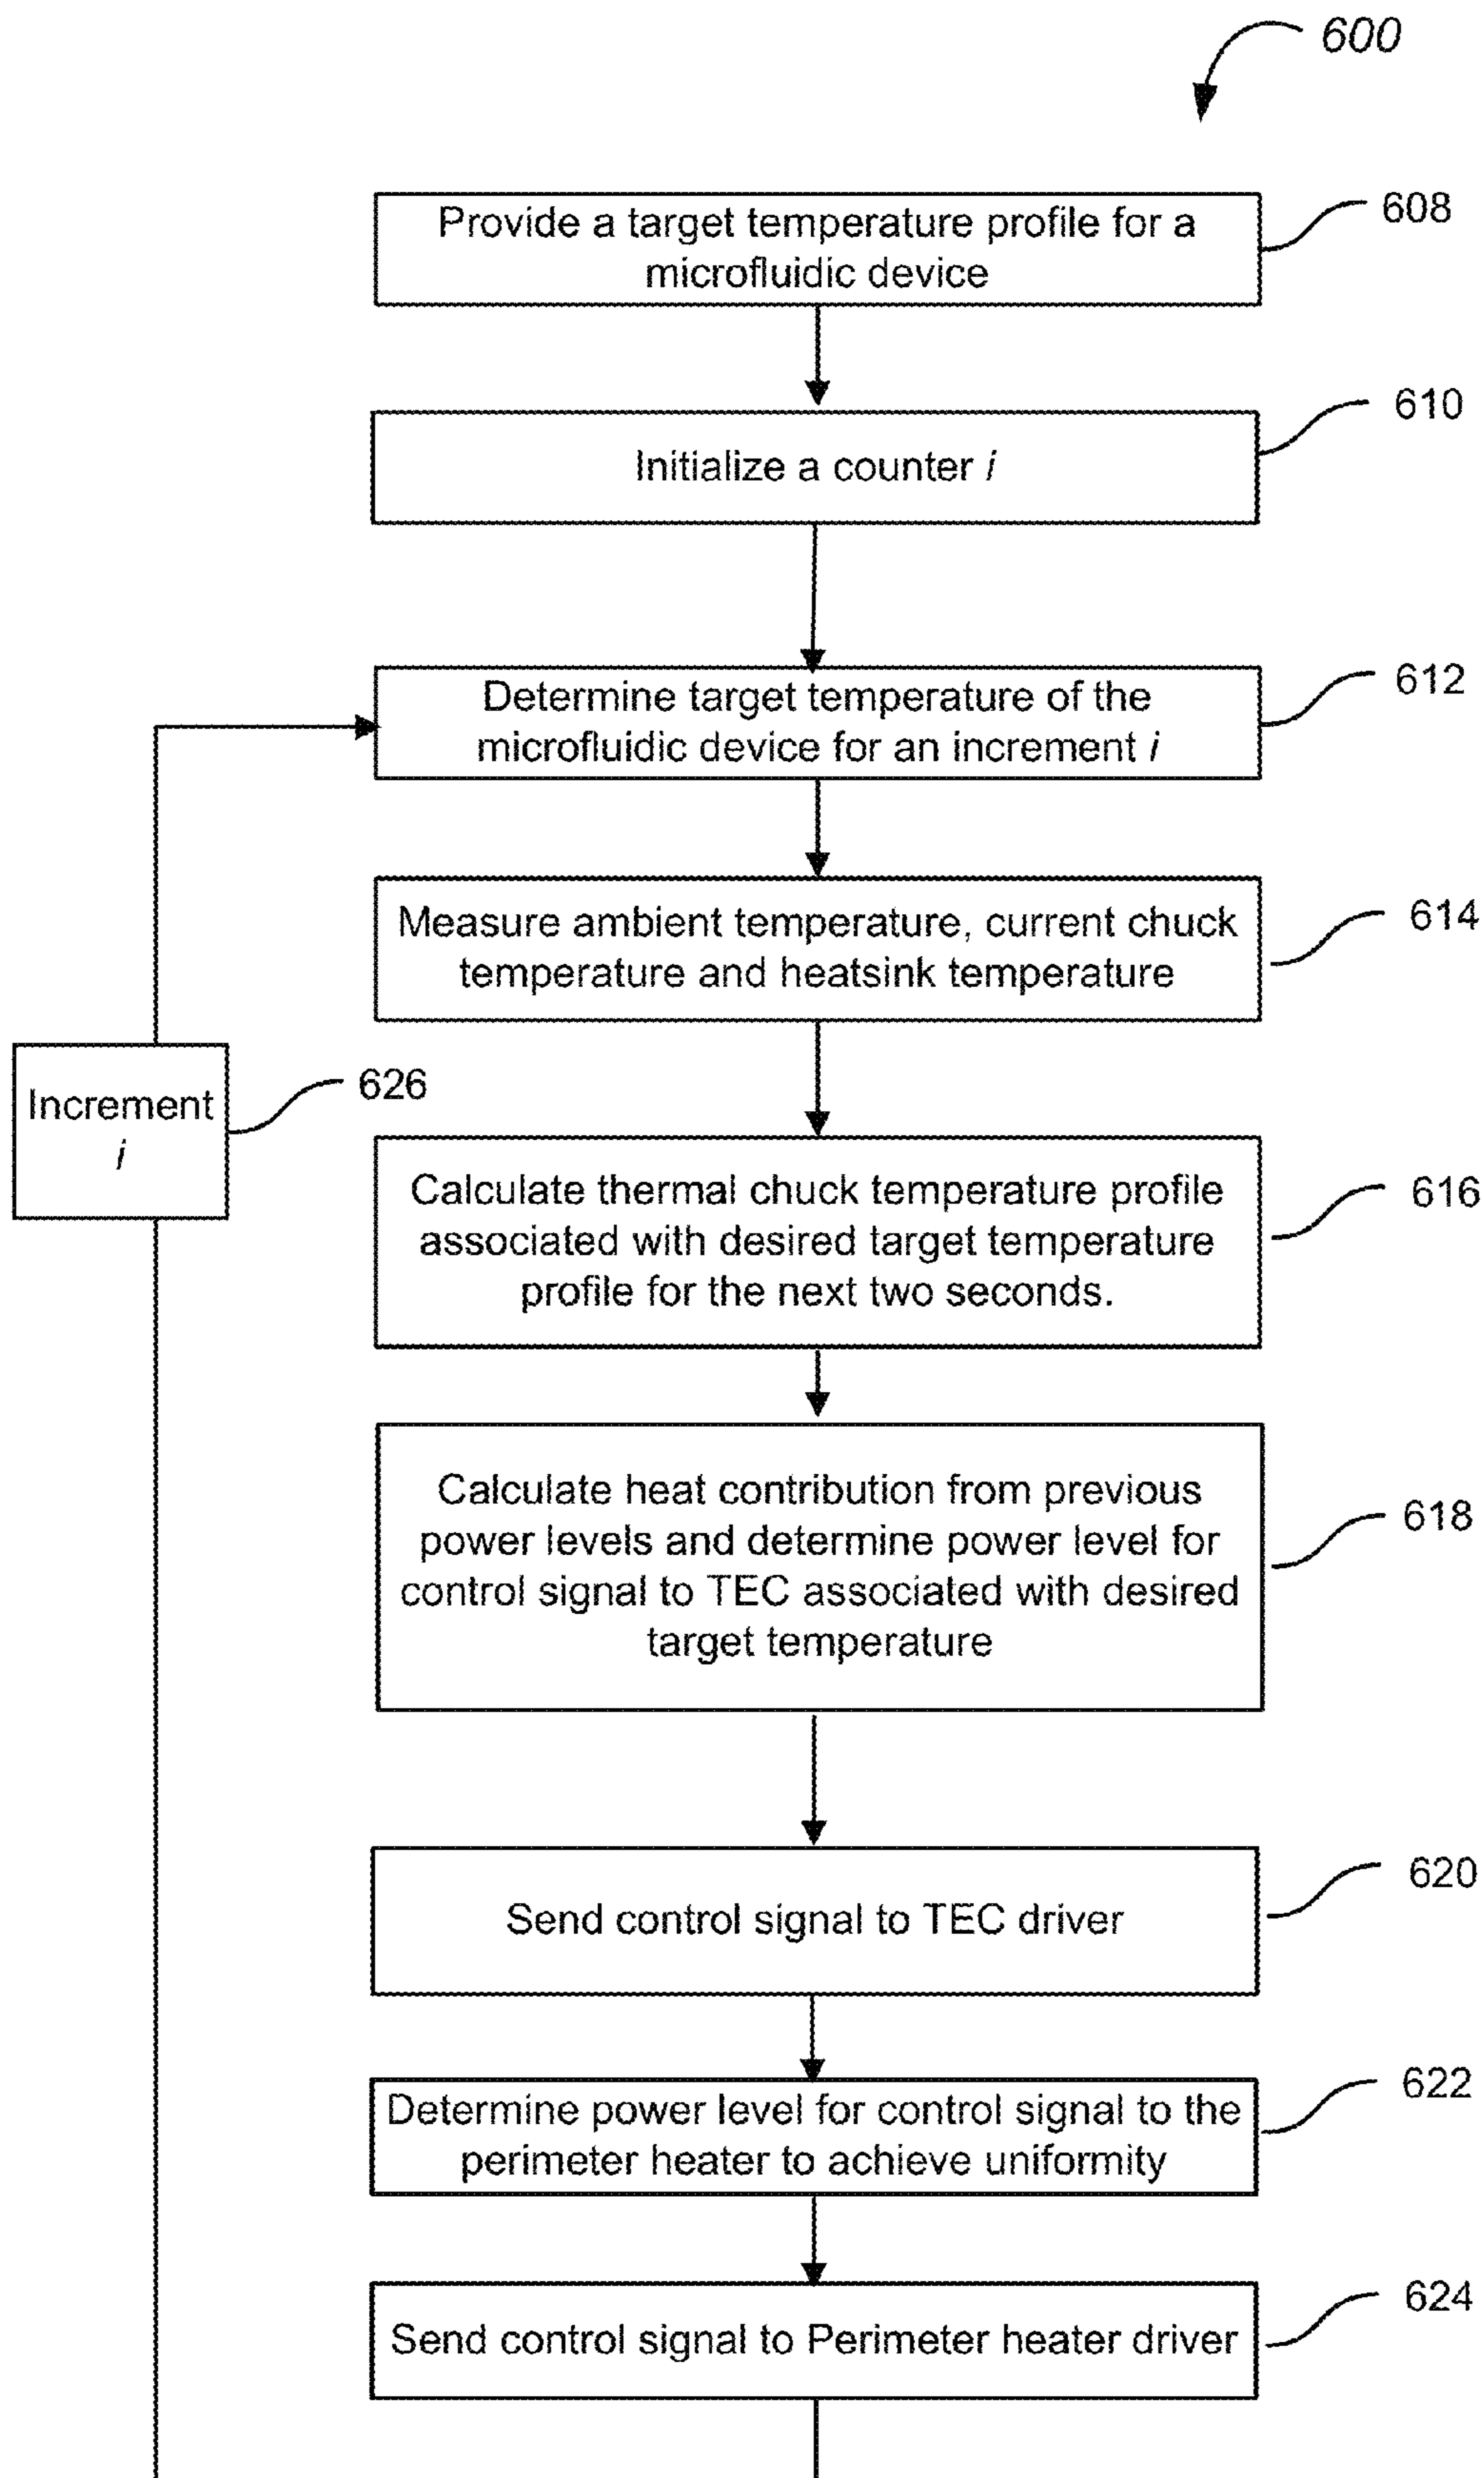 600
Provide a target temperature profile for a
microfluidic device
608
Initialize a counter i
610
Determine target temperature of the
microfluidic device for an increment i
612
Measure ambient temperature, current chuck
temperature and heatsink temperature
614
Increment
i
626
Calculate thermal chuck temperature profile
associated with desired target temperature
profile for the next two seconds.
616
Calculate heat contribution from previous
power levels and determine power level for
control signal to TEC associated with desired
target temperature
618
Send control signal to TEC driver
620
Determine power level for control signal to the
perimeter heater to achieve uniformity
622
Send control signal to Perimeter heater driver
624